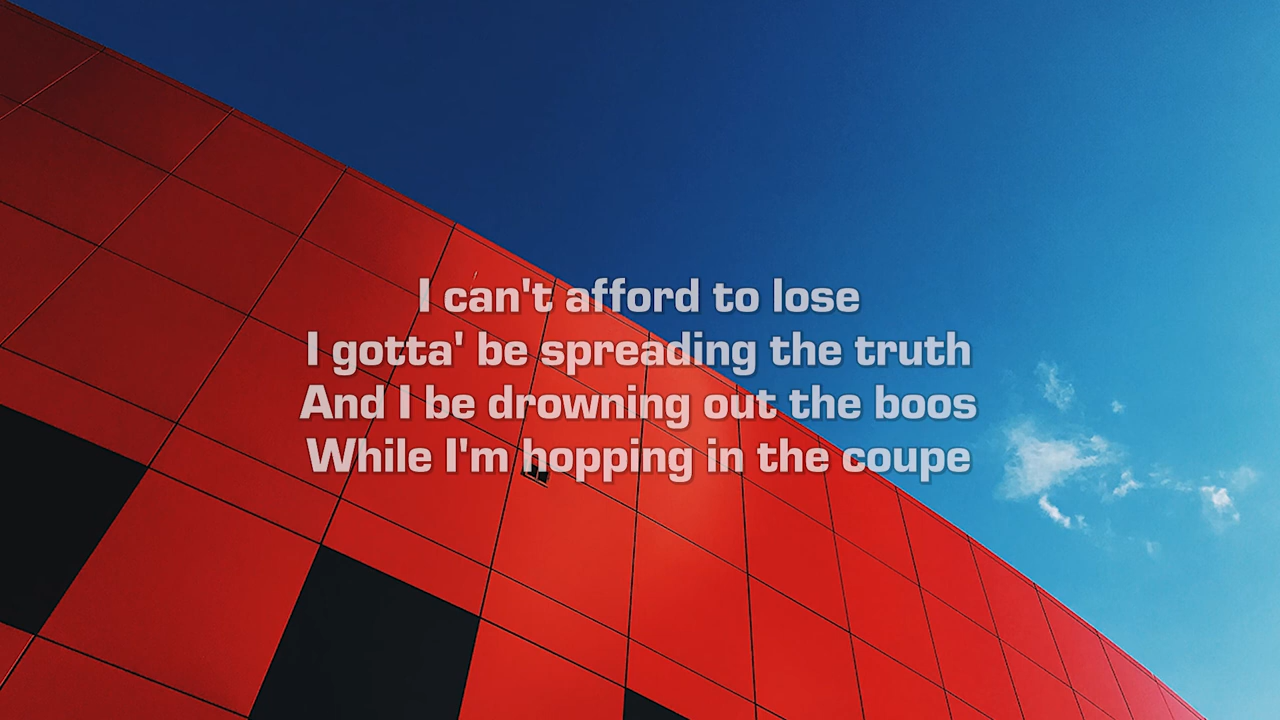 I can't afford to lose
I gotta' be spreading the truth
And I be drowning out the boos
While I'm hopping in the coupe